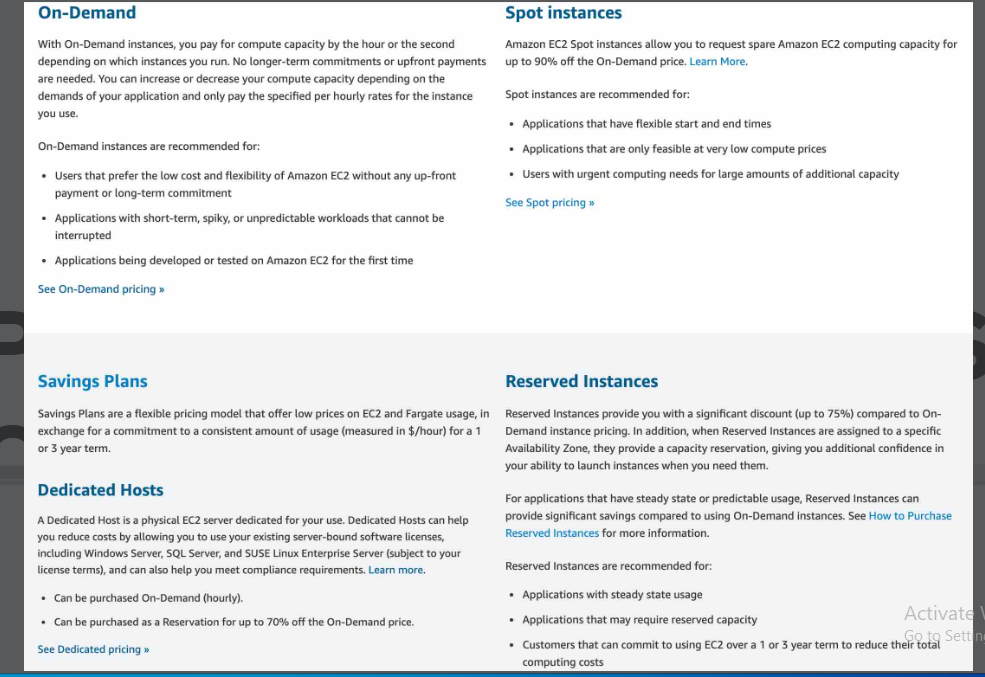 On-Demand
With On-Demand instances, you pay for compute capacity by the hour or the second
depending on which instances you run. No longer-term commitments or upfront payments
are needed. You can increase or decrease your compute capacity depending on the
demands of your application and only pay the specified per hourly rates for the instance
you use.
On-Demand instances are recommended for:
• Users that prefer the low cost and flexibility of Amazon EC2 without any up-front
payment or long-term commitment
• Applications with short-term, spiky, or unpredictable workloads that cannot be
interrupted
• Applications being developed or tested on Amazon EC2 for the first time
See On-Demand pricing »
Spot instances
Amazon EC2 Spot instances allow you to request spare Amazon EC2 computing capacity for
up to 90% off the On-Demand price. Learn More.
Spot instances are recommended for:
• Applications that have flexible start and end times
• Applications that are only feasible at very low compute prices
• Users with urgent computing needs for large amounts of additional capacity
See Spot pricing »
Savings Plans
Savings Plans are a flexible pricing model that offer low prices on EC2 and Fargate usage, in
exchange for a commitment to a consistent amount of usage (measured in $/hour) for a 1
or 3 year term.
Dedicated Hosts
A Dedicated Host is a physical EC2 server dedicated for your use. Dedicated Hosts can help
you reduce costs by allowing you to use your existing server-bound software licenses,
including Windows Server, SQL Server, and SUSE Linux Enterprise Server (subject to your
license terms), and can also help you meet compliance requirements. Learn more.
• Can be purchased On-Demand (hourly).
• Can be purchased as a Reservation for up to 70% off the On-Demand price.
See Dedicated pricing »
Reserved Instances
Reserved Instances provide you with a significant discount (up to 75%) compared to On-
Demand instance pricing. In addition, when Reserved Instances are assigned to a specific
Availability Zone, they provide a capacity reservation, giving you additional confidence in
your ability to launch instances when you need them.
For applications that have steady state or predictable usage, Reserved Instances can
provide significant savings compared to using On-Demand instances. See How to Purchase
Reserved Instances for more information.
Reserved Instances are recommended for:
• Applications with steady state usage
• Applications that may require reserved capacity
• Customers that can commit to using EC2 over a 1 or 3 year term to reduce their total
computing costs
Activate
Go to